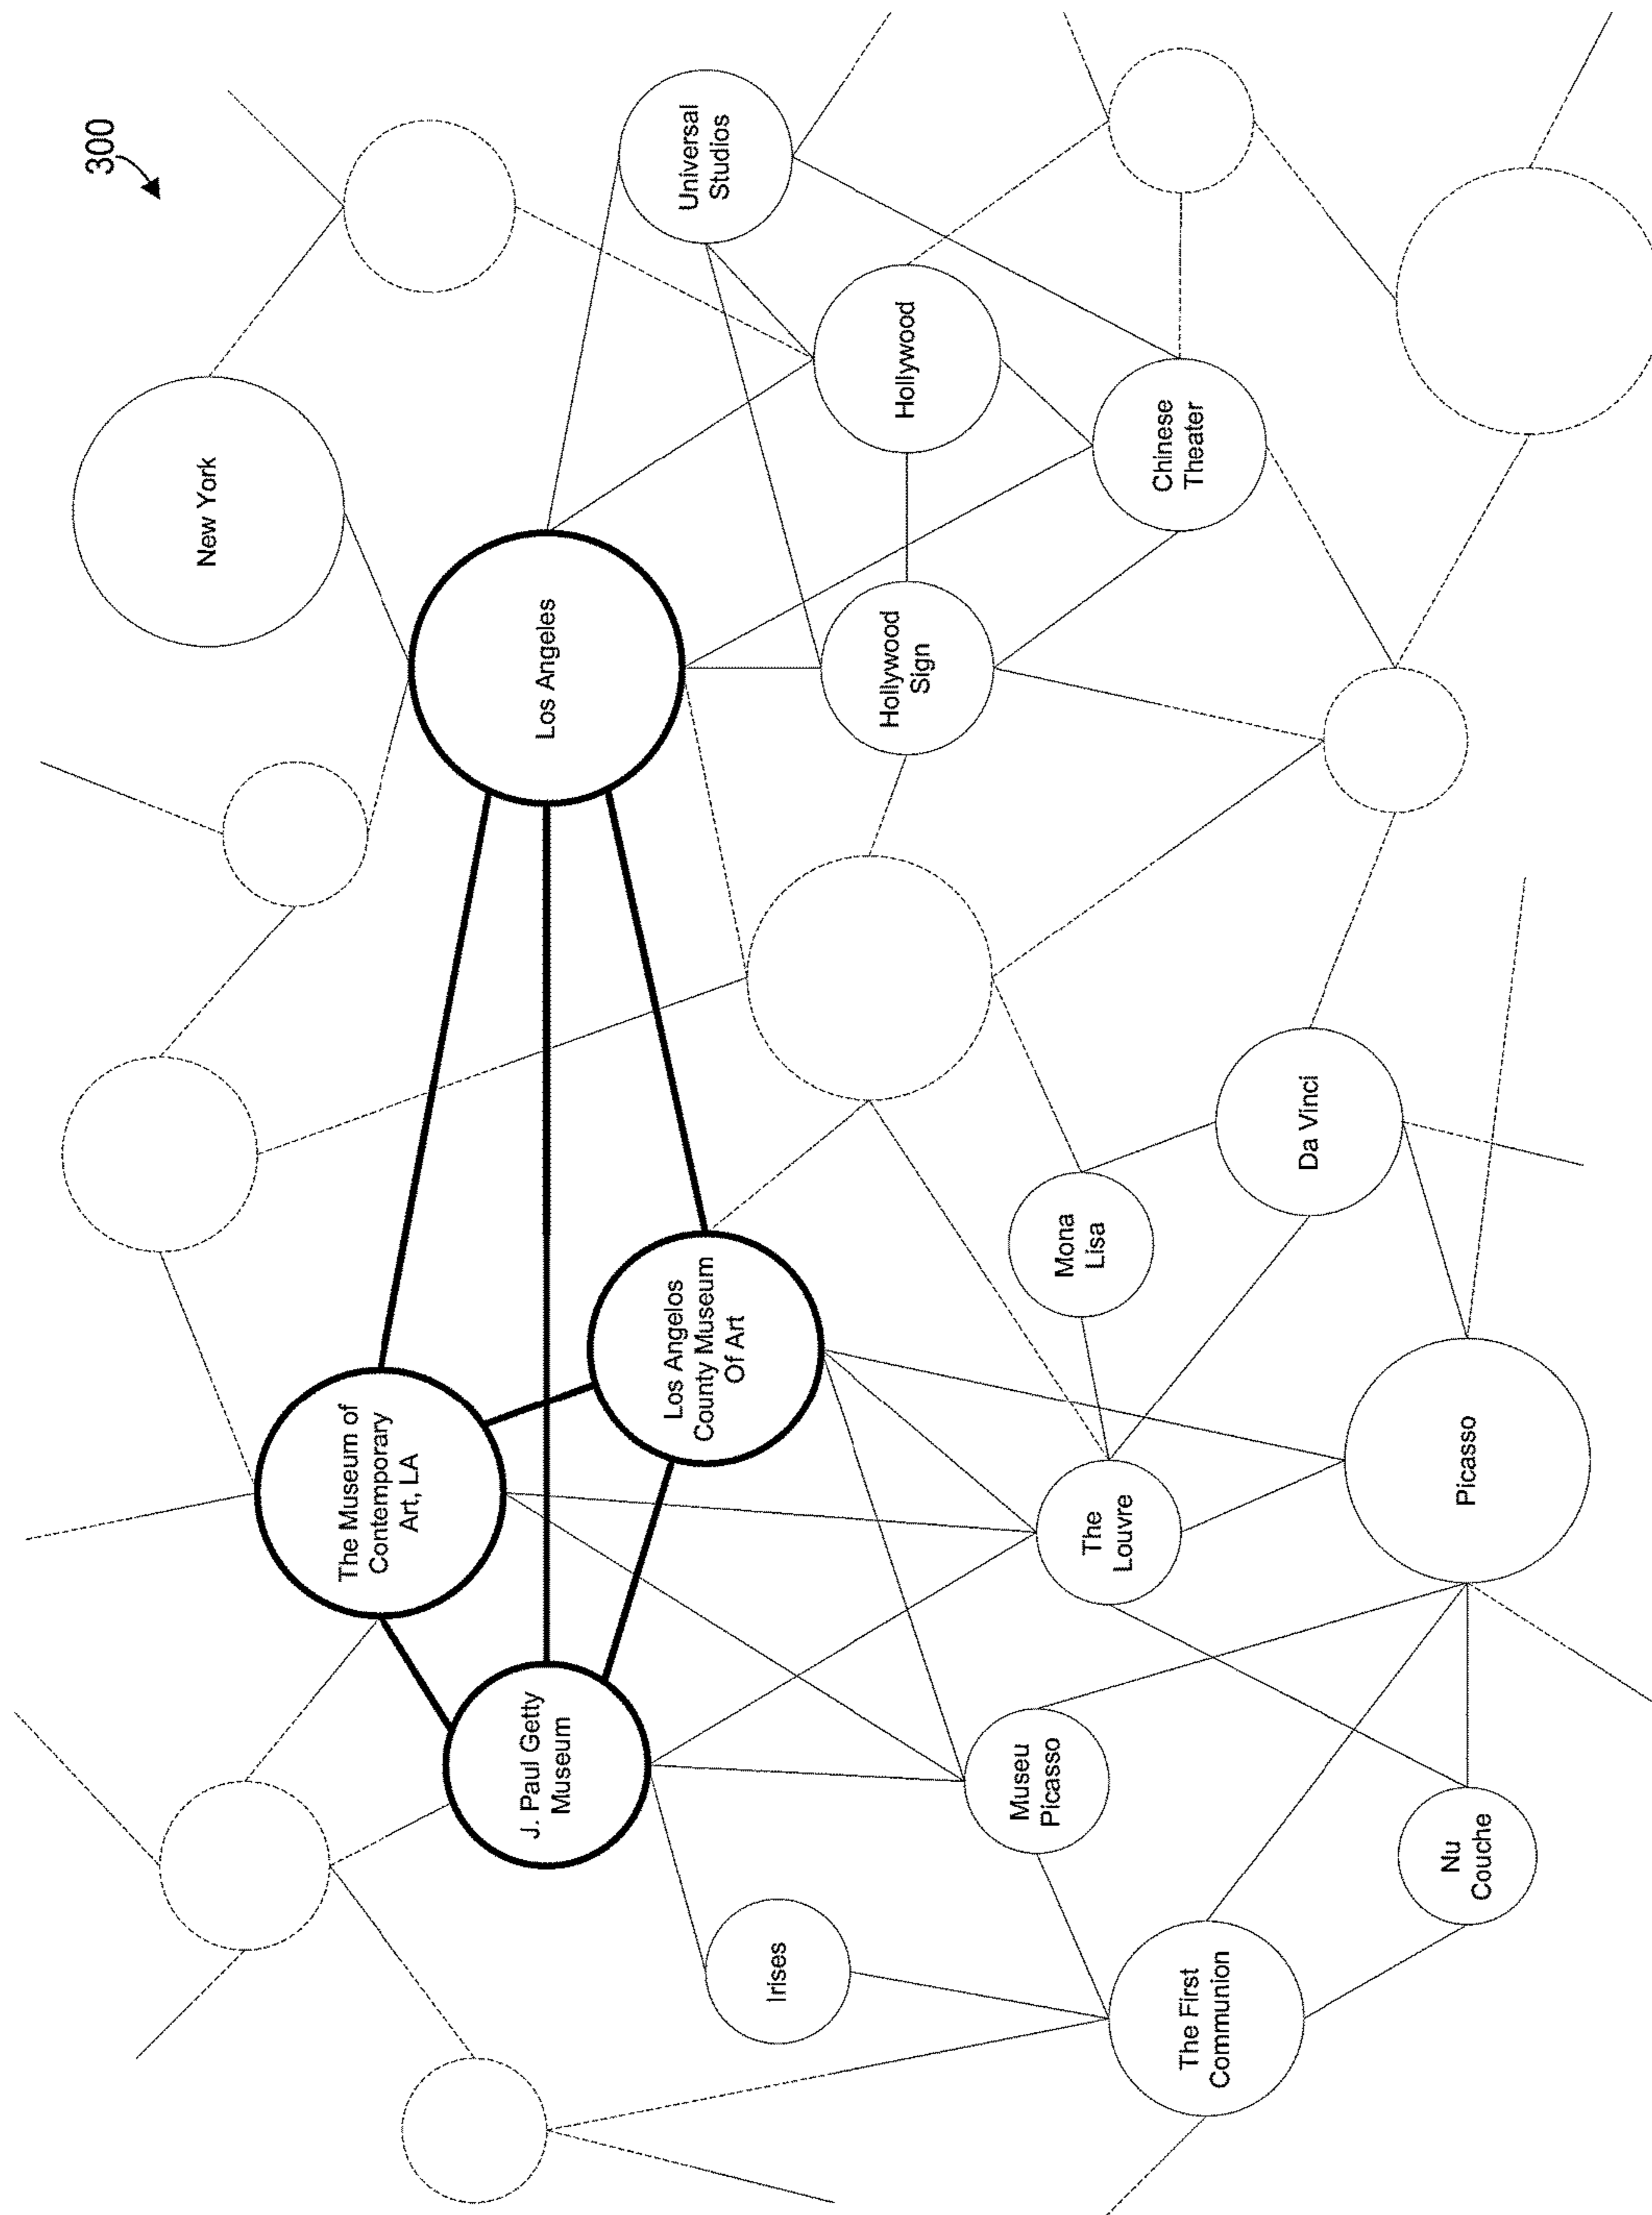 300
New York
Universal
Studios
Los Angeles
Hollywood
Hollywood
Sign
Chinese
Theater
The Museum of
Contemporary
Art, LA
Los Angelos
County Museum
Of Art
J. Paul Getty
Museum
Mona
Lisa
Da Vinci
The
Louvre
Picasso
Museu
Picasso
Irises
The First
Communion
Nu
Couche